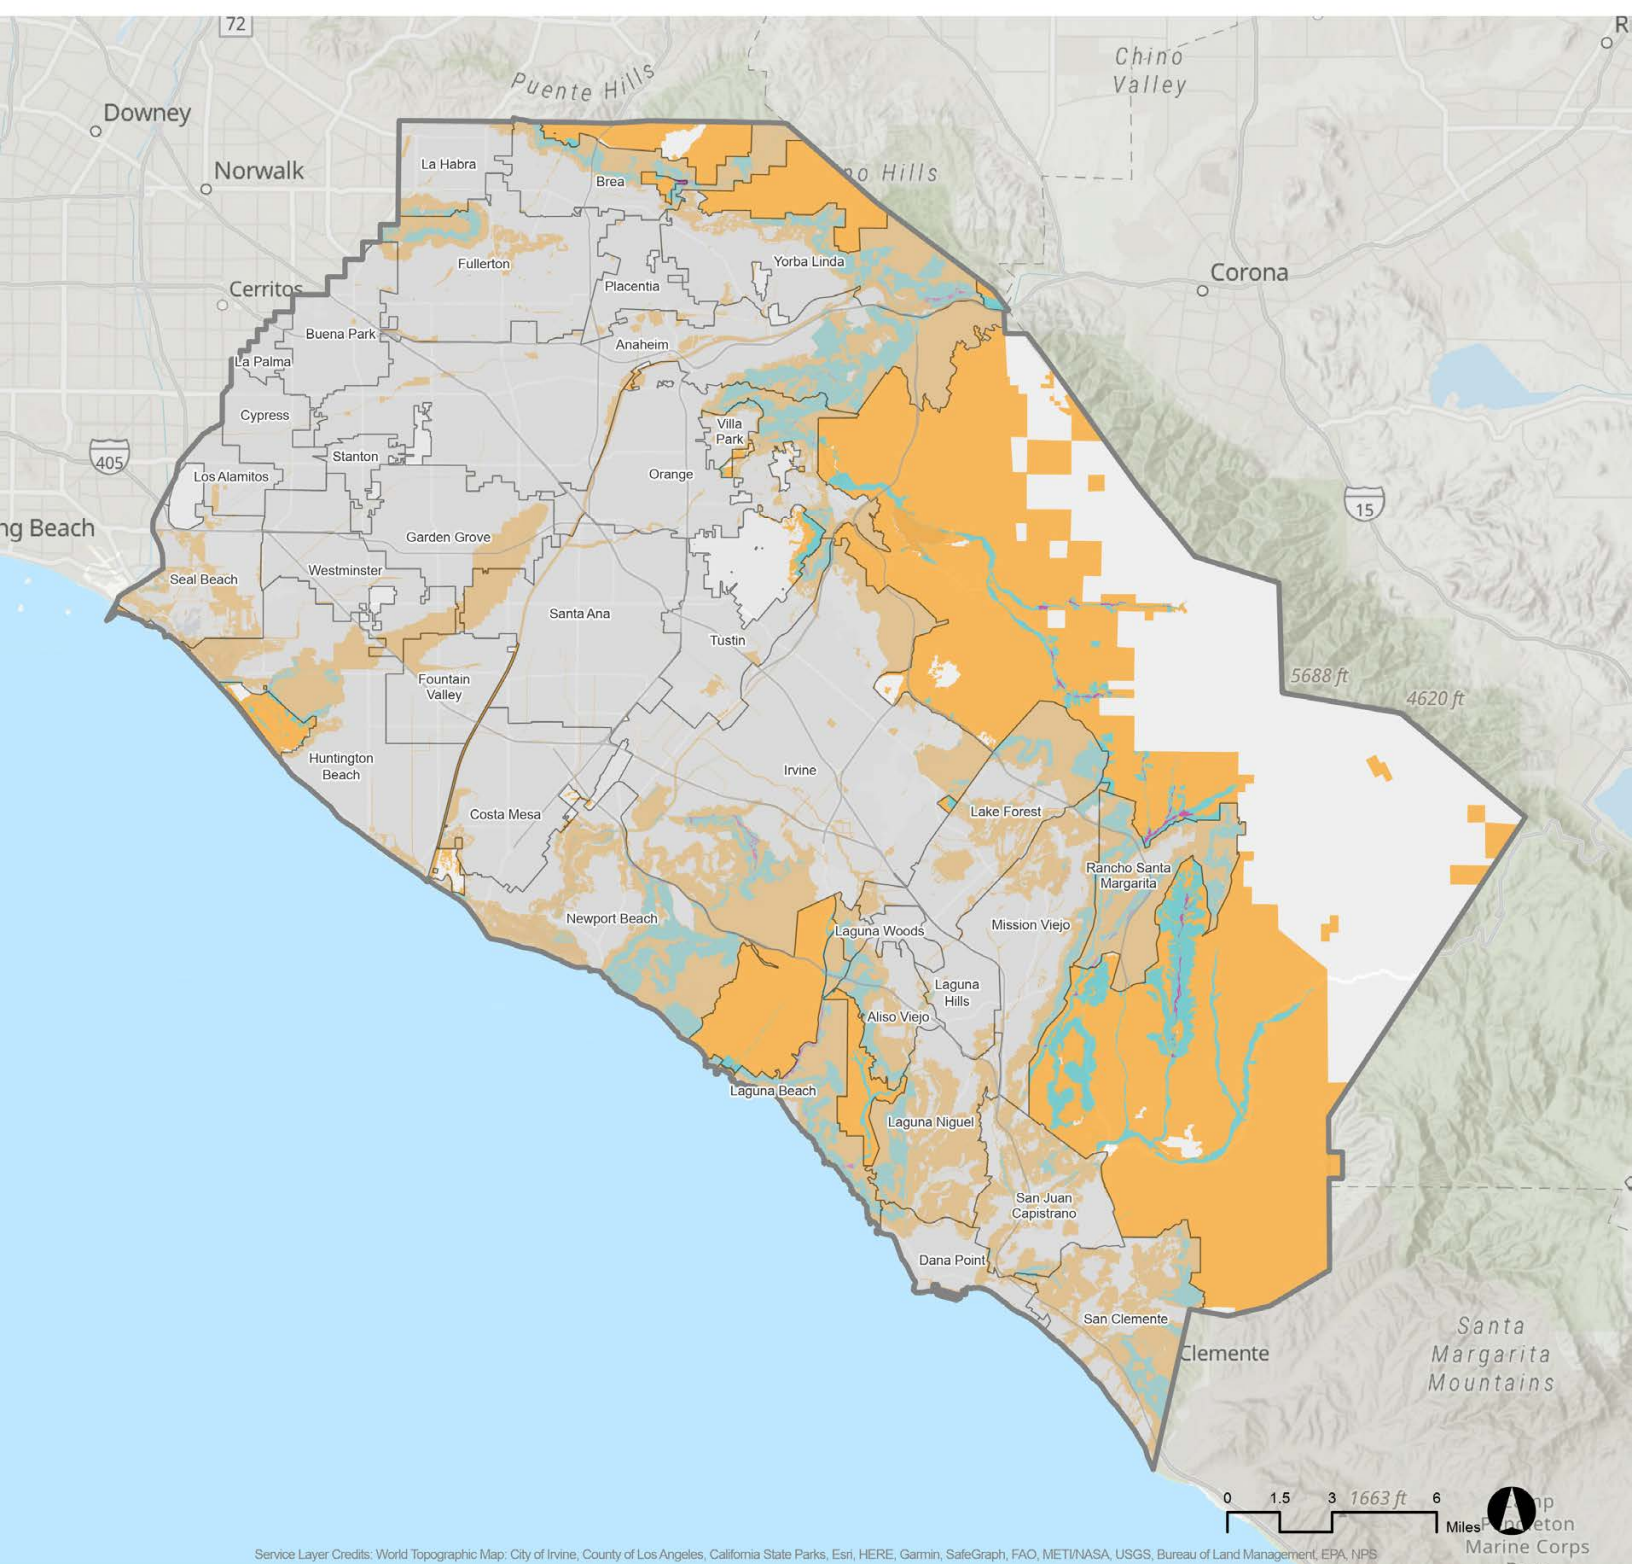 72
Chino
Valley
Puente Hills
Downey
La Habra
Norwalk
Brea
Hills
Fullerton
Yorba Linda
Corona
Cerritos
Placentia
Buena Park
Anaheim
La Palma
Cypress
Villa
Park
405
Stanton
Orange
Los Alamitos
15
ng Beach
Garden Grove
Westminster
Seal Beach
Santa Ana
Tustin
5688 ft
Fountain
Valley
4620 ft
Huntington
Beach
Irvine
Costa Mesa
Lake Forest
Rancho Santa
Margarita
Newport Beach
Laguna Woods
Mission Viejo
Laguna
Hills
Aliso Viejo
Laguna Beach
Laguna Niguel
San Juan
Capistrano
Dana Point
San Clemente
Clemente
Santa
Margarita
Mountains
0 1.5 3 6
Miles
1663 ft
Marine Corps
Service Layer Credits: World Topographic Map: City of Irvine, County of Los Angeles, California State Parks, Esri, HERE, Garmin, SafeGraph, FAO, METI/NASA, USGS, Bureau of Land Management, EPA, NPS